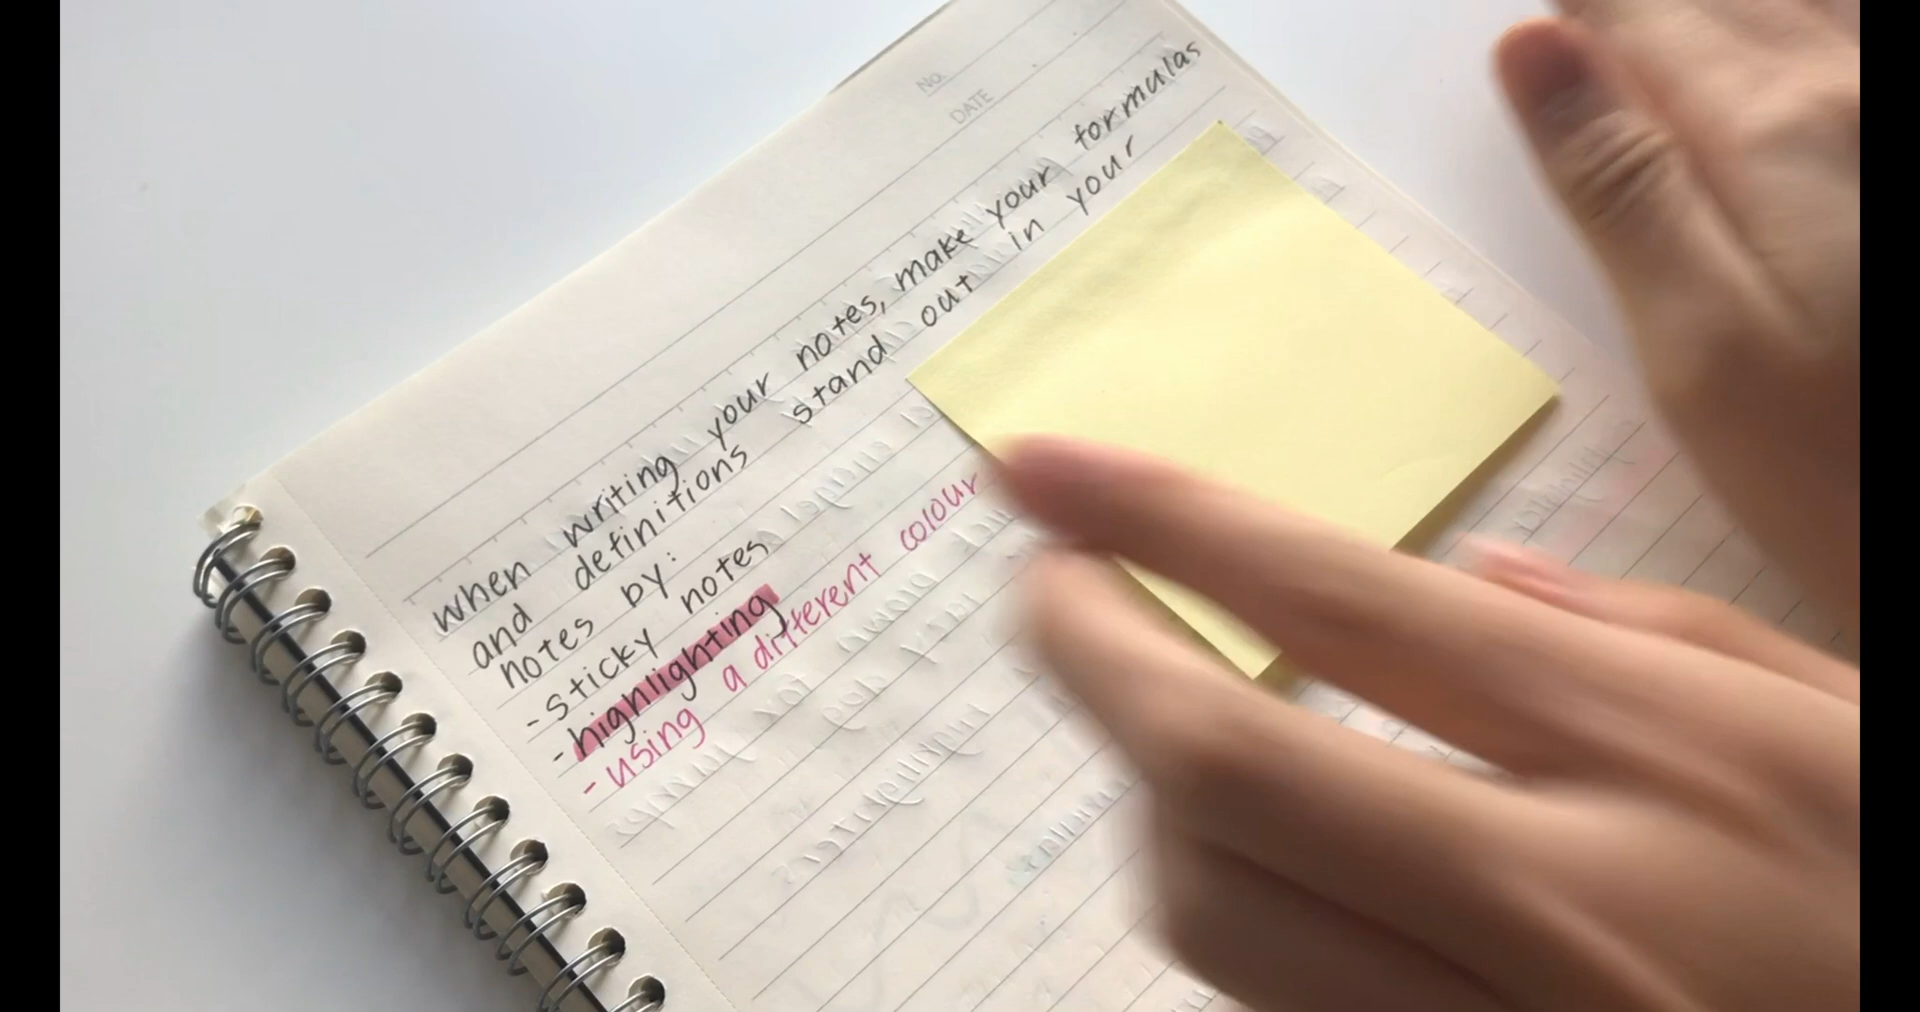 No.
DATE
when writing your notes, make your formulas
and definitions stand out in your
notes by:
- sticky notes
- highlighting
- using a different colour